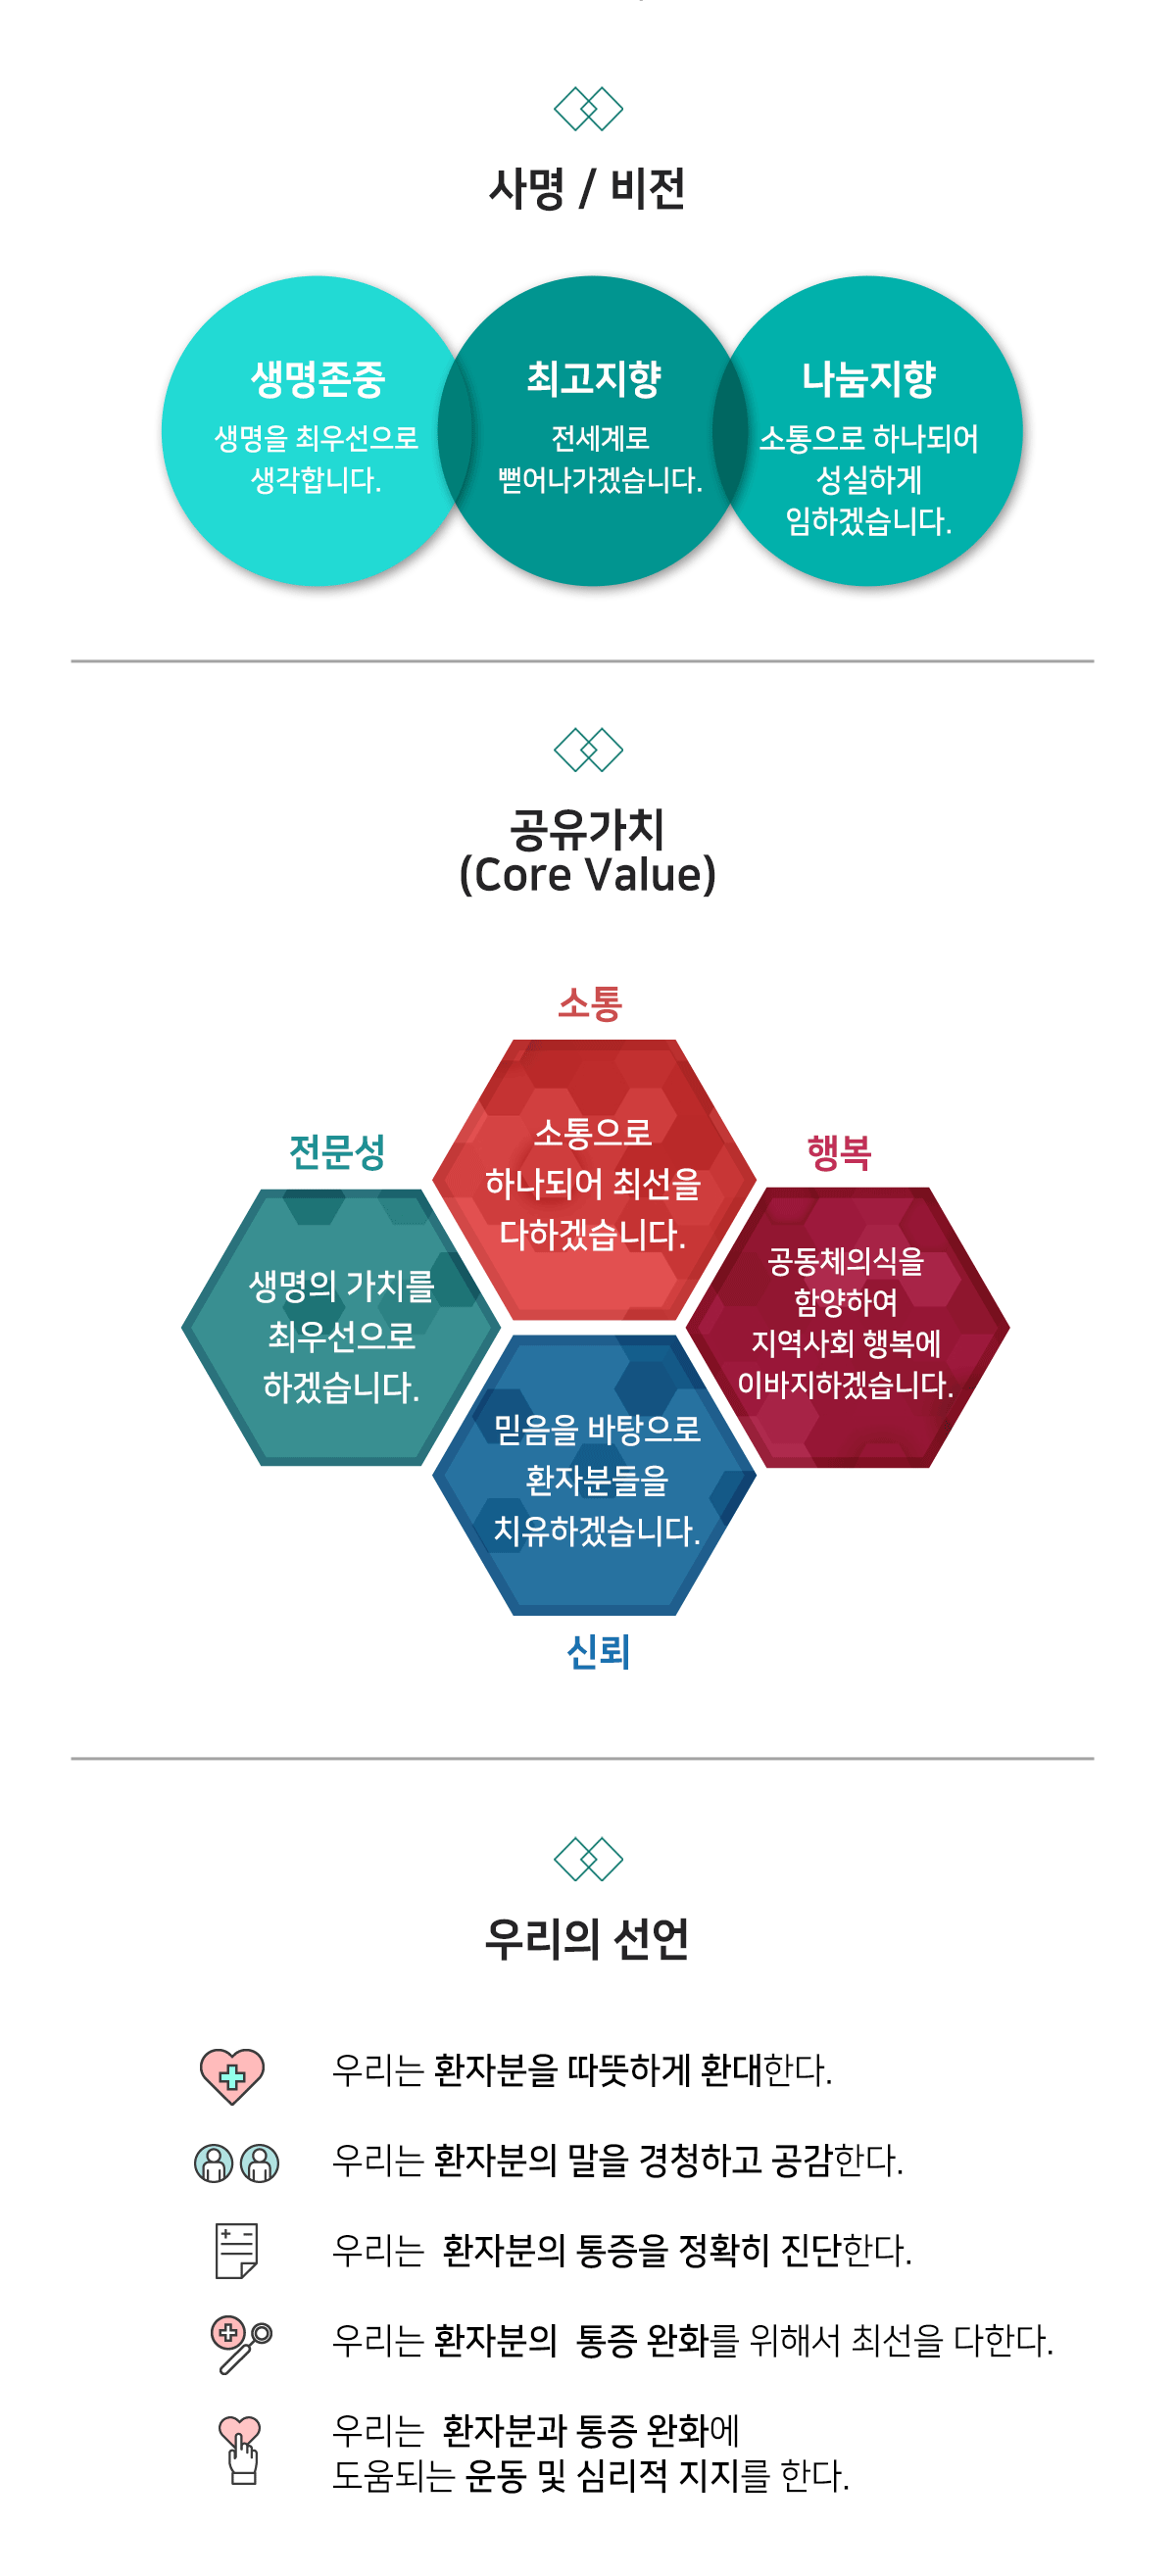 사명 / 비전
생명존중
생명을 최우선으로
생각합니다.
최고지향
전세계로
뻗어나가겠습니다.
나눔지향
소통으로 하나되어
성실하게
임하겠습니다.
공유가치
(Core Value)
소통
소통으로
하나되어 최선을
다하겠습니다.
전문성
생명의 가치를
최우선으로
하겠습니다.
행복
공동체의식을
함양하여
지역사회 행복에
이바지하겠습니다.
믿음을 바탕으로
환자분들을
치유하겠습니다.
신뢰
우리의 선언
우리는 환자분을 따뜻하게 환대한다.
우리는 환자분의 말을 경청하고 공감한다.
우리는 환자분의 통증을 정확히 진단한다.
우리는 환자분의 통증 완화를 위해서 최선을 다한다.
우리는 환자분과 통증 완화에
도움되는 운동 및 심리적 지지를 한다.